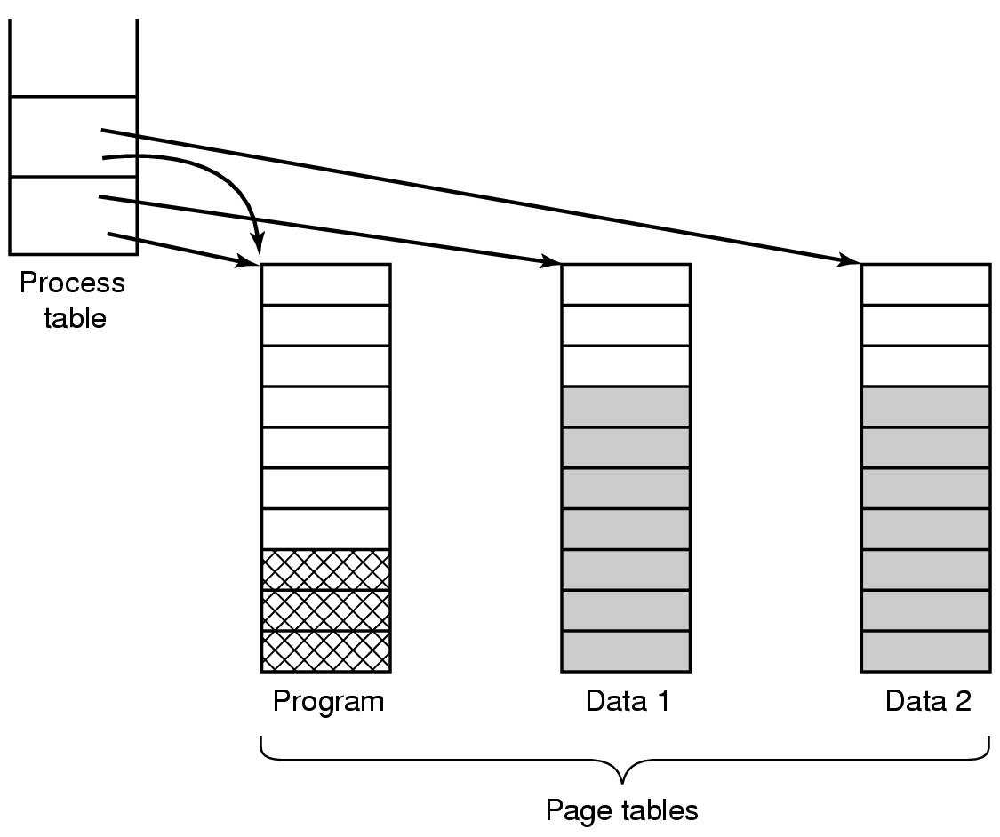 Process
table
Program
Data 1
Data 2
Page tables